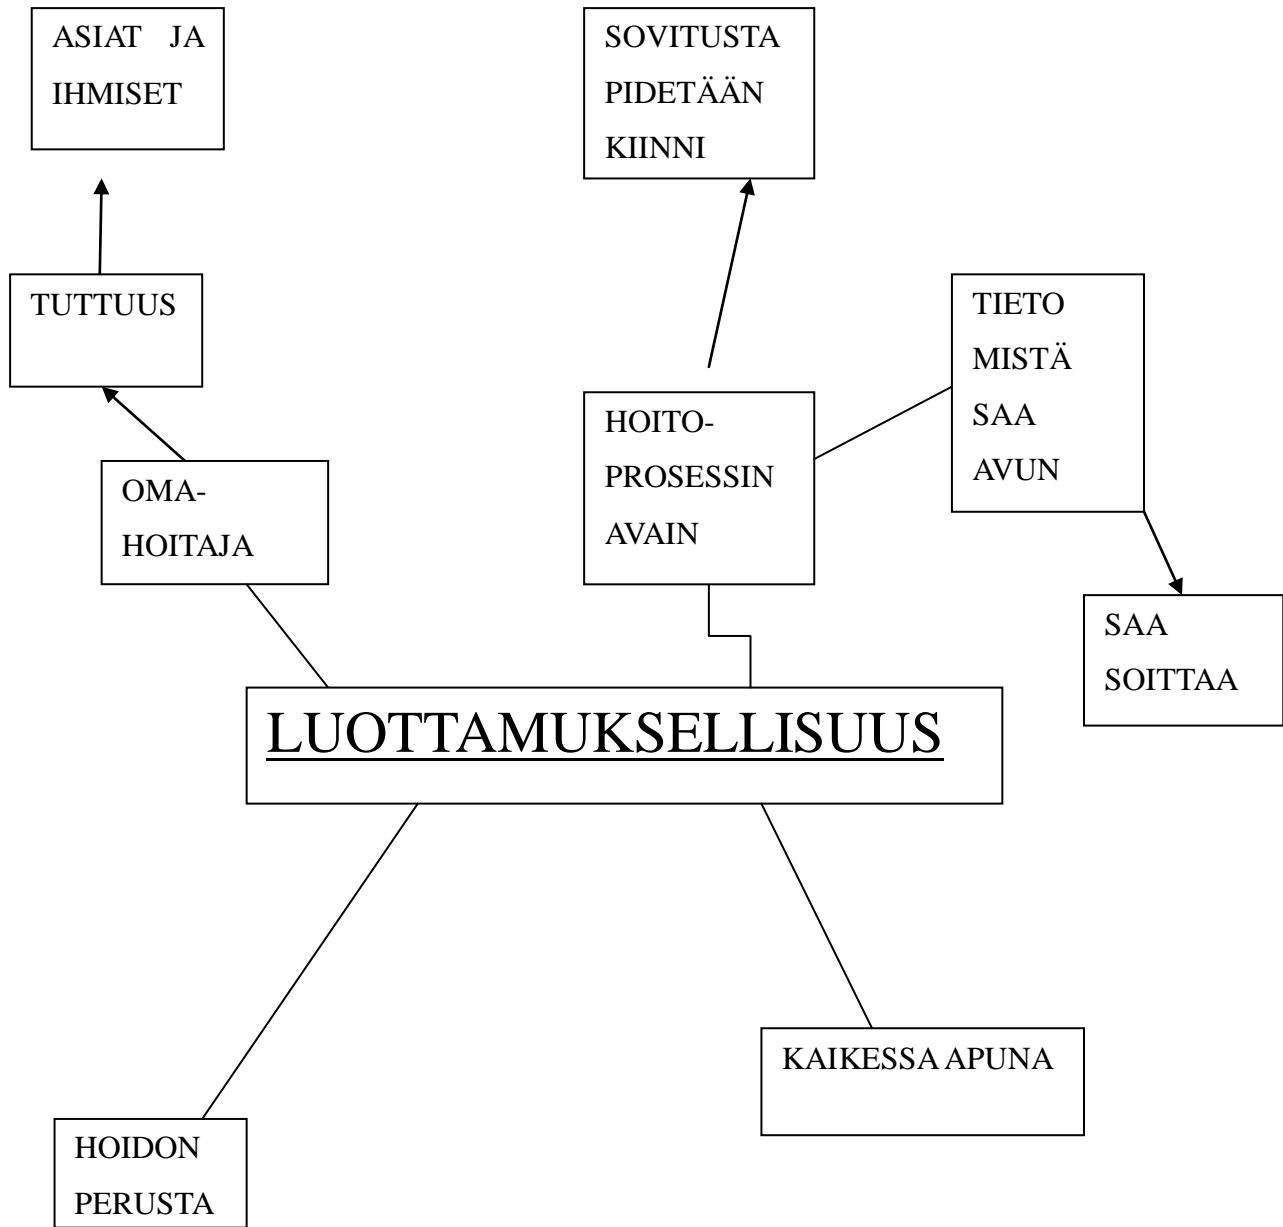 ASIAT JA
IHMISET
SOVITUSTA
PIDETÄÄN
KIINNI
TUTTUUS
TIETO
MISTÄ
SAA
AVUN
HOITO-
PROSESSIN
AVAIN
OMA-
HOITAJA
SAA
SOITTAA
LUOTTAMUKSELLISUUS
KAIKESSA APUNA
HOIDON
PERUSTA